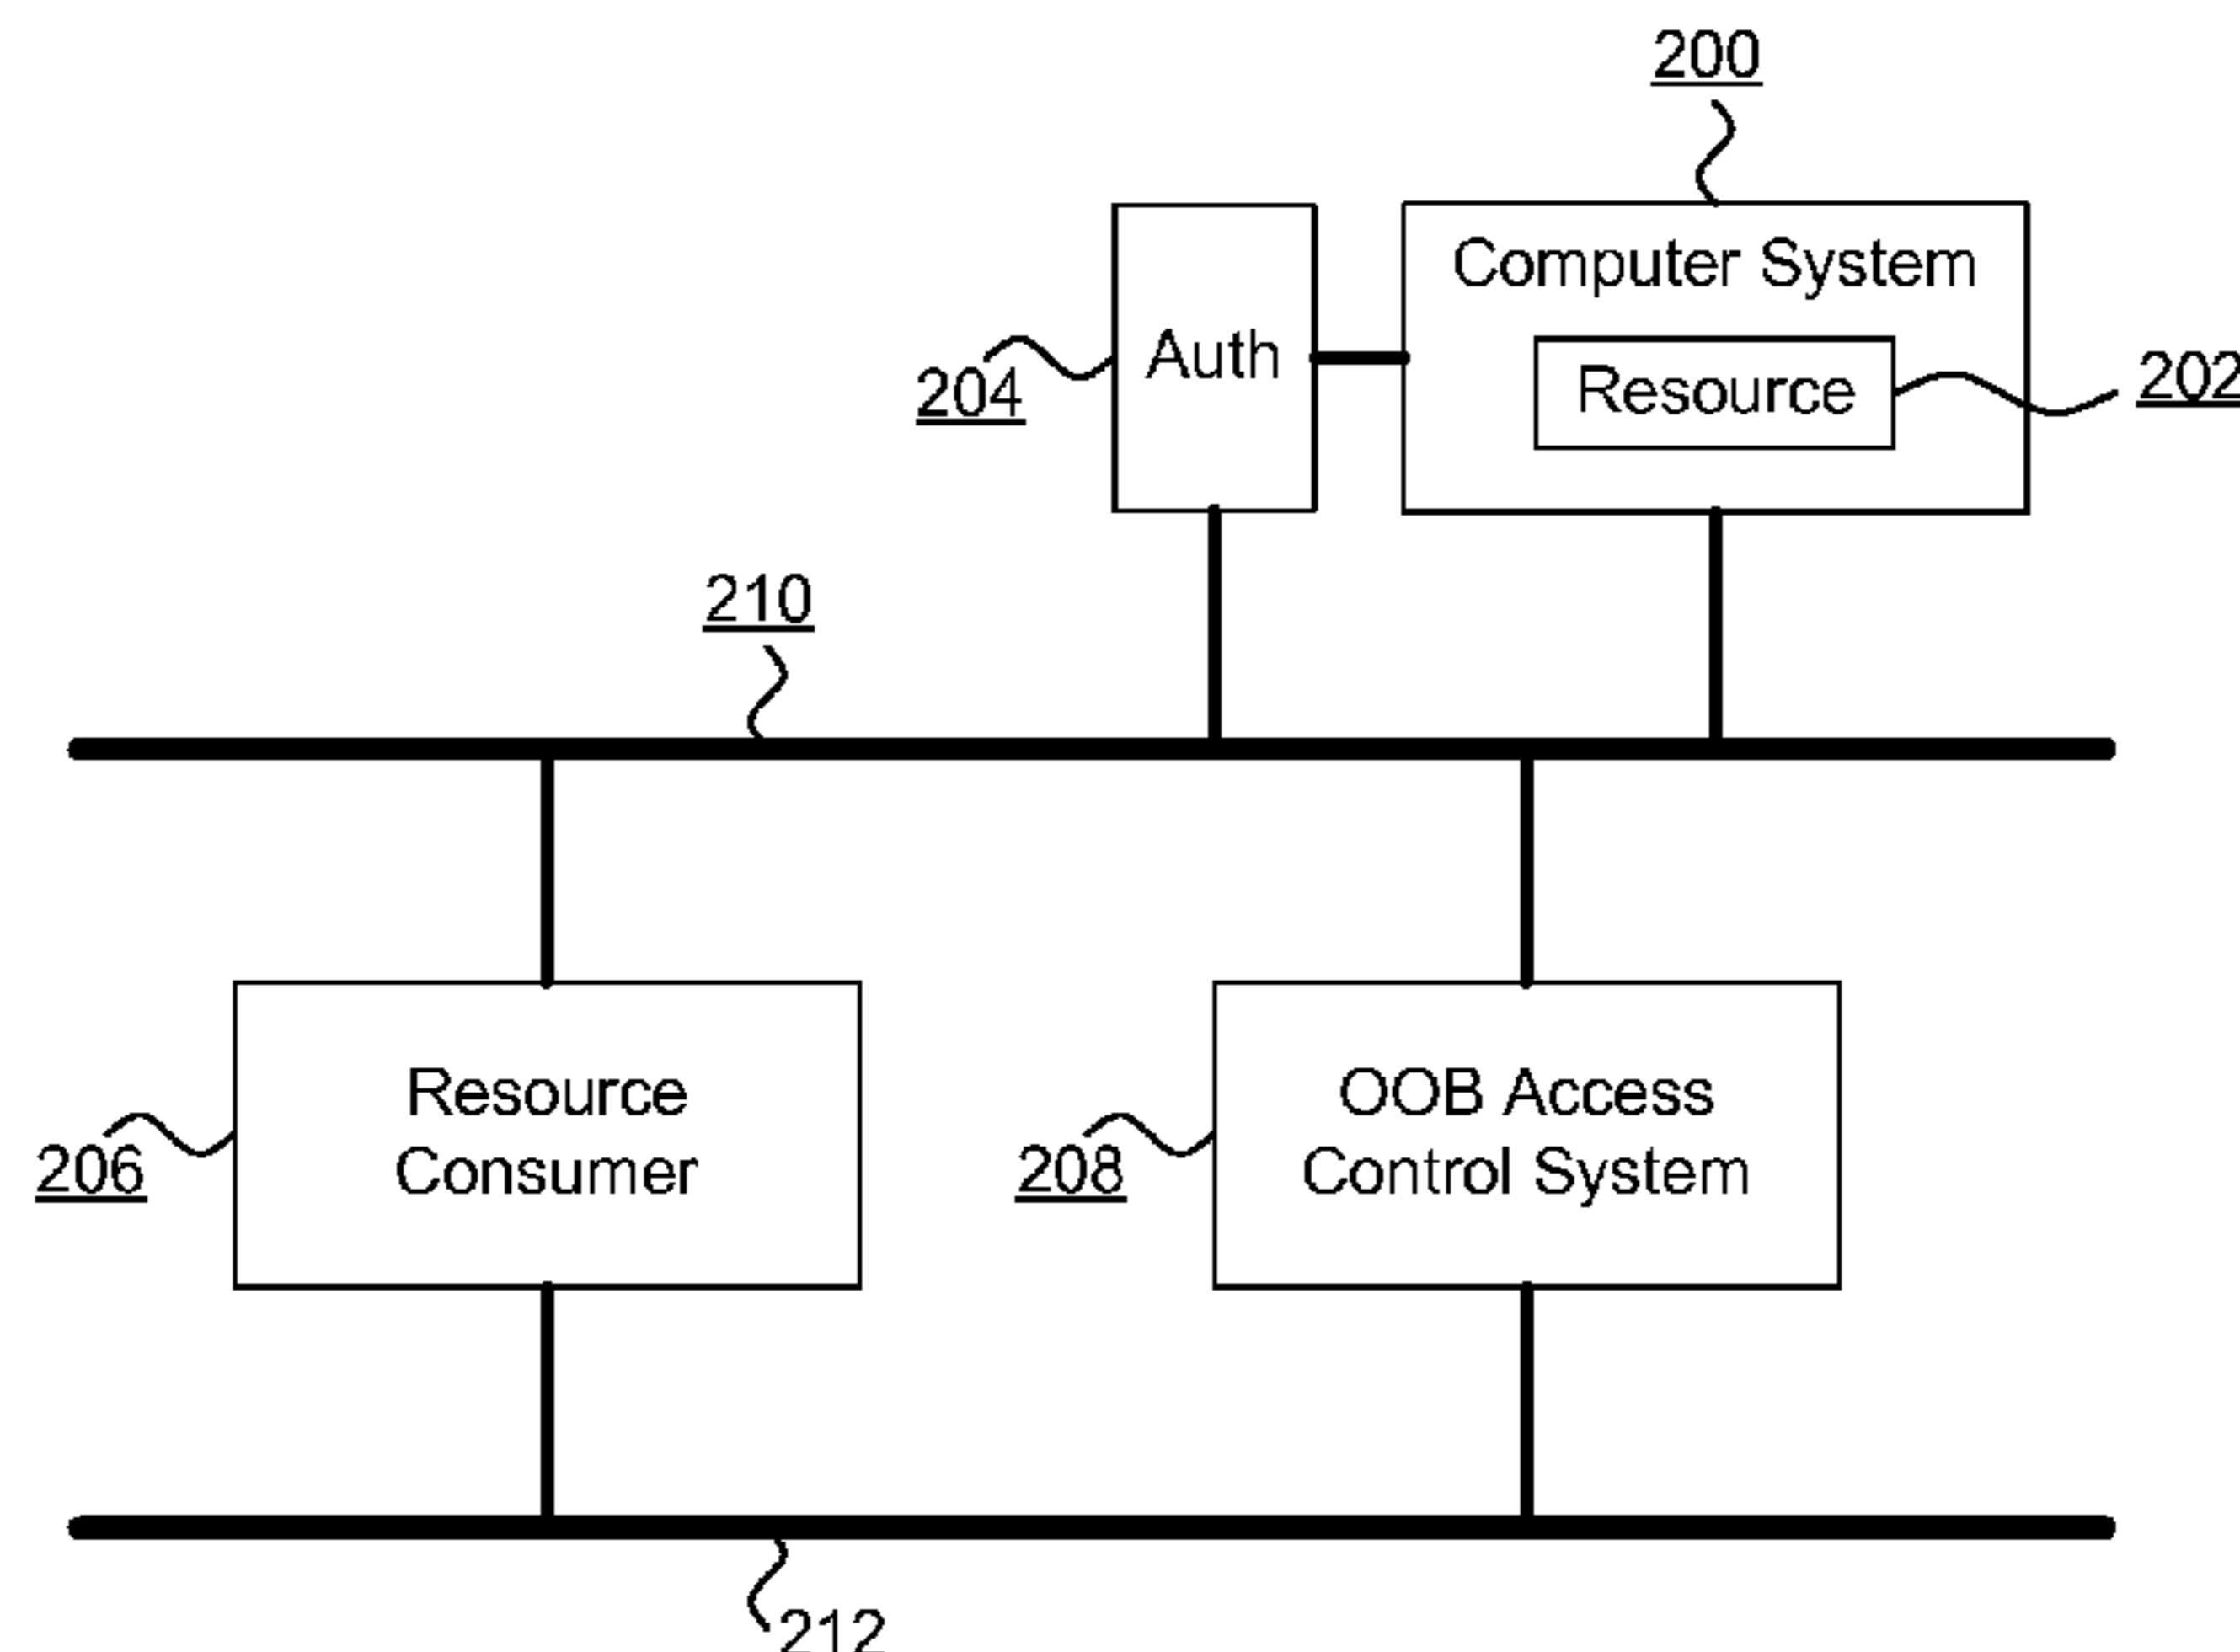 200
Computer System
Auth
Resource
202
204
210
Resource
Consumer
206
OOB Access
Control System
208
212